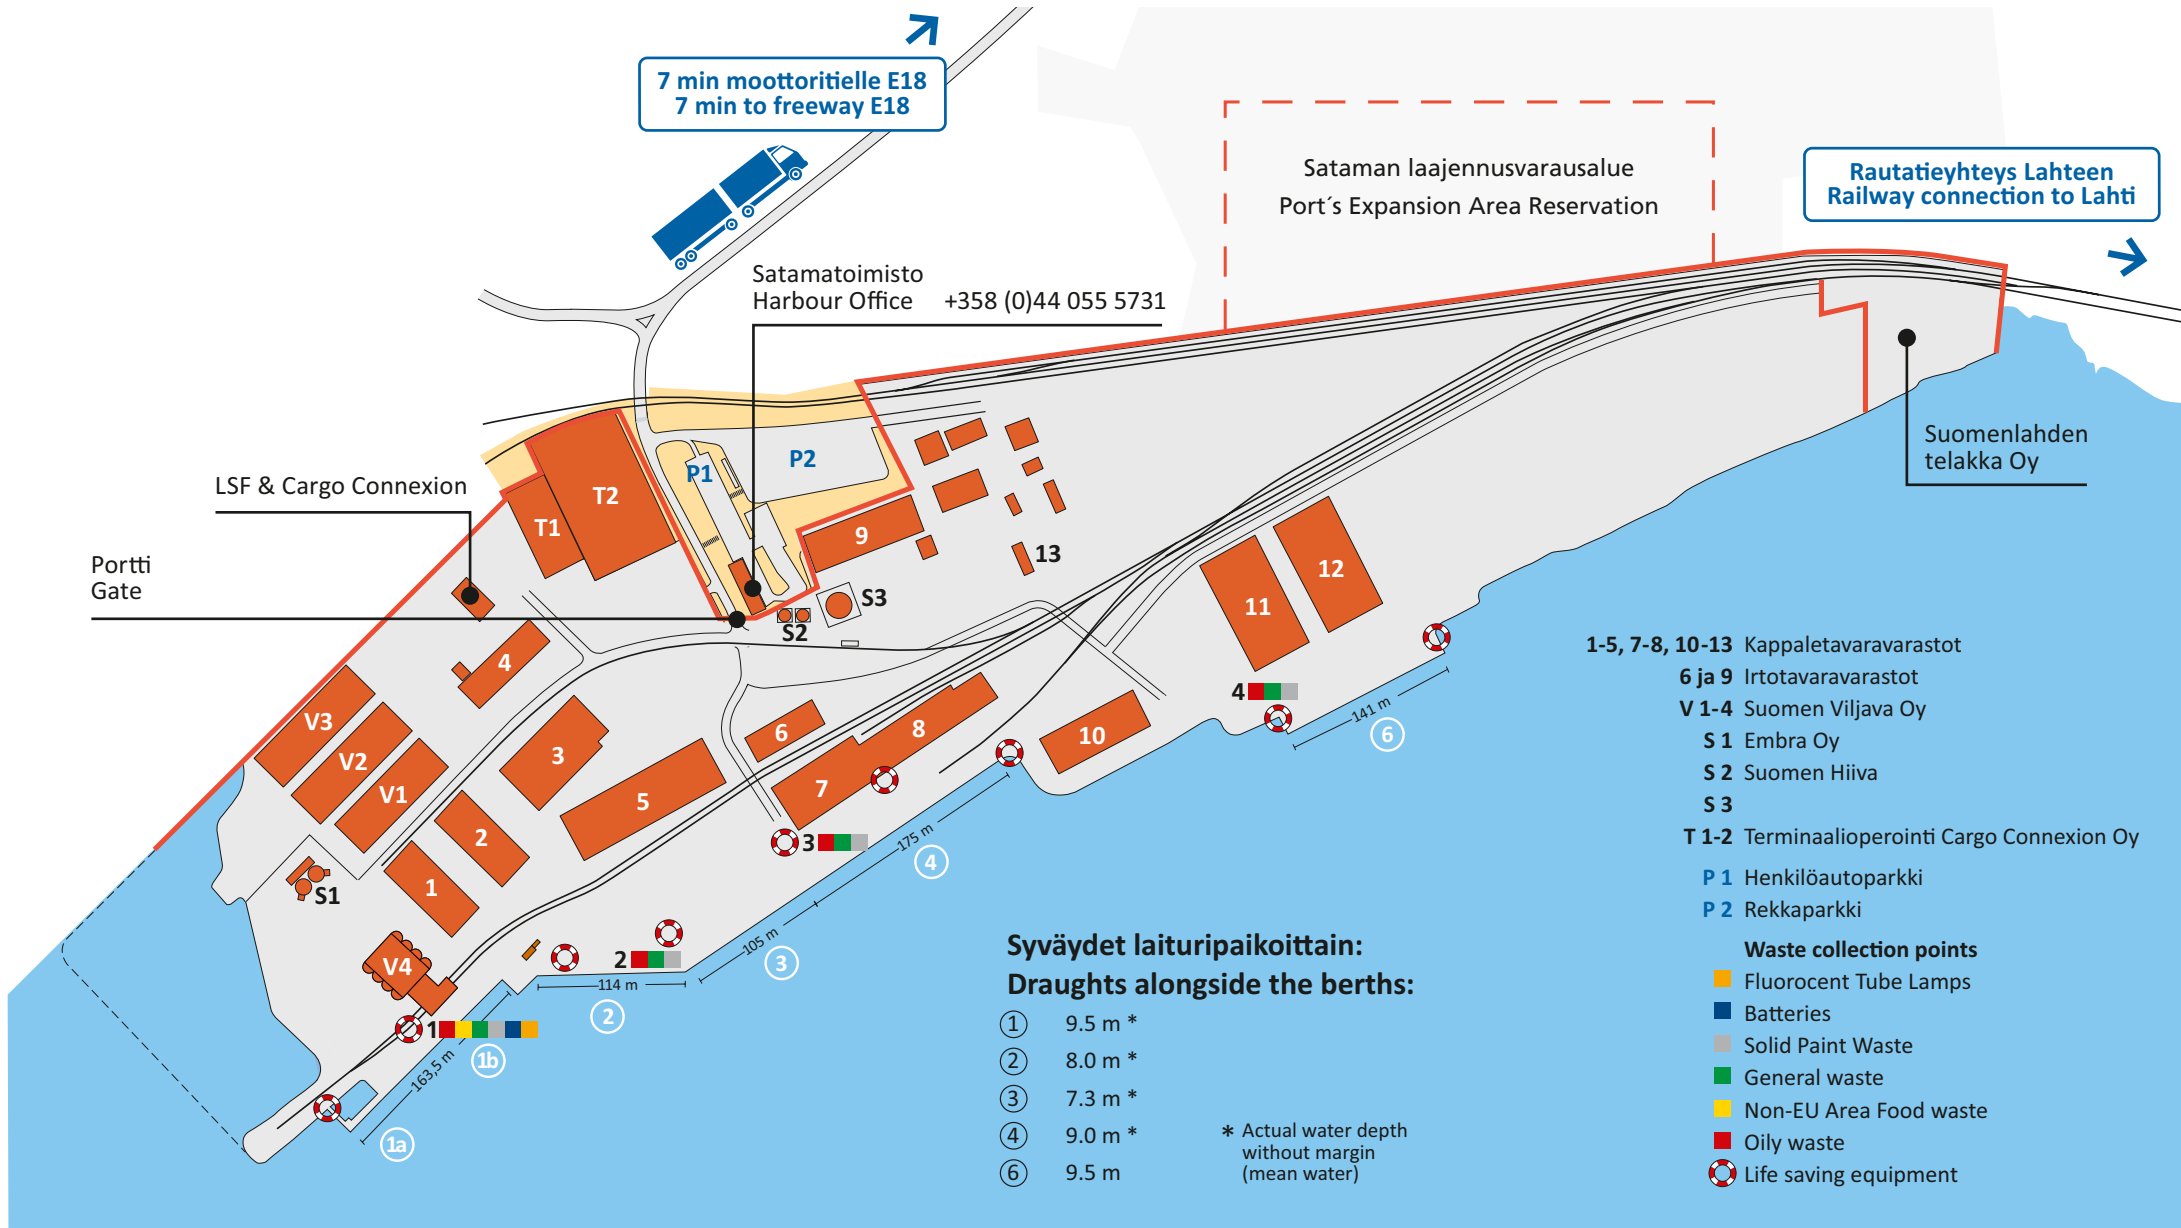 7 min moottoritielle E18
7 min to freeway E18
Sataman laajennusvarausalue
Port´s Expansion Area Reservation
Rautatieyhteys Lahteen
Railway connection to Lahti
Satamatoimisto
Harbour Office +358 (0)44 055 5731
LSF & Cargo Connexion
Portti
Gate
Suomenlahden
telakka Oy
P1
P2
T1
T2
9
13
S2
S3
11
12
4
V3
V2
V1
3
6
8
7
10
5
2
1
S1
V4
4
141 m
6
3
175 m
4
2
105 m
3
114 m
2
1
1b
163,5 m
1a
1-5, 7-8, 10-13 Kappaletavaravarastot
6 ja 9 Irtotavaravarastot
V 1-4 Suomen Viljava Oy
S 1 Embra Oy
S 2 Suomen Hiiva
S 3
T 1-2 Terminaalioperointi Cargo Connexion Oy
P 1 Henkilöautoparkki
P 2 Rekkaparkki
Waste collection points
Fluorocent Tube Lamps
Batteries
Solid Paint Waste
General waste
Non-EU Area Food waste
Oily waste
Life saving equipment
Syväydet laituripaikoittain:
Draughts alongside the berths:
1 9.5 m *
2 8.0 m *
3 7.3 m *
4 9.0 m *
6 9.5 m
* Actual water depth
without margin
(mean water)